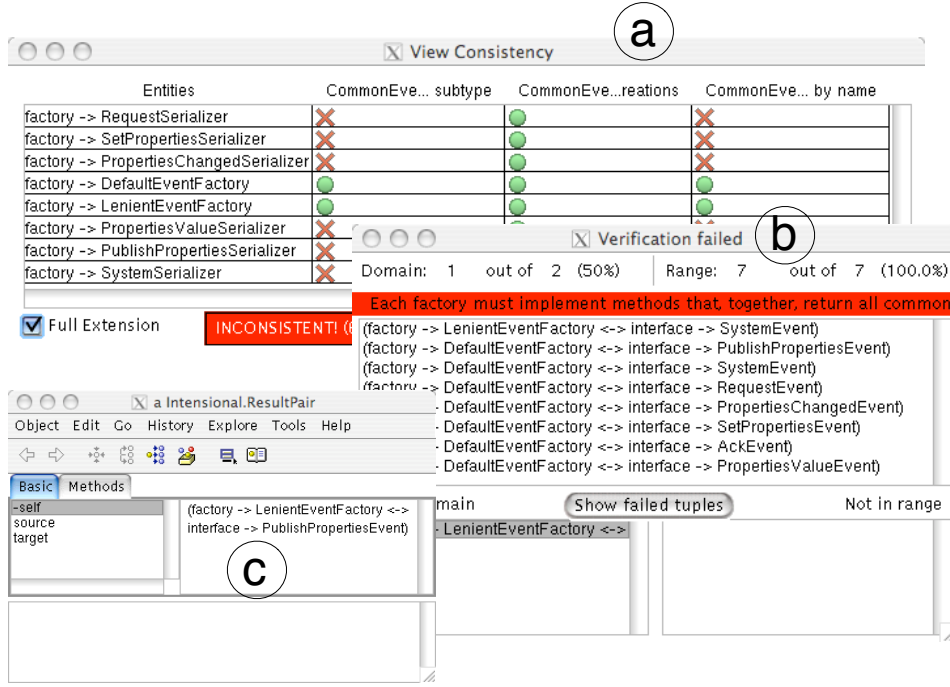 a
X View Consistency
Entities CommonEve... subtype CommonEve...reations CommonEve... by name
factory -> RequestSerializer
factory -> SetPropertiesSerializer
factory -> PropertiesChangedSerializer
factory -> DefaultEventFactory
factory -> LenientEventFactory
factory -> PropertiesValueSerializer
factory -> PublishPropertiesSerializer
factory -> SystemSerializer
Full Extension
INCONSISTENT! (
b
X Verification failed
Domain: 1 out of 2 (50%) Range: 7 out of 7 (100.0%)
Each factory must implement methods that, together, return all common
(factory -> LenientEventFactory <-> interface -> SystemEvent)
(factory -> DefaultEventFactory <-> interface -> PublishPropertiesEvent)
(factory -> DefaultEventFactory <-> interface -> SystemEvent)
(factory -> DefaultEventFactory <-> interface -> RequestEvent)
- DefaultEventFactory <-> interface -> PropertiesChangedEvent)
- DefaultEventFactory <-> interface -> SetPropertiesEvent)
- DefaultEventFactory <-> interface -> AckEvent)
- DefaultEventFactory <-> interface -> PropertiesValueEvent)
main Show failed tuples Not in range
LenientEventFactory <->
X a Intensional.ResultPair
Object Edit Go History Explore Tools Help
Basic Methods
-self
source
target
(factory -> LenientEventFactory <->
interface -> PublishPropertiesEvent)
c